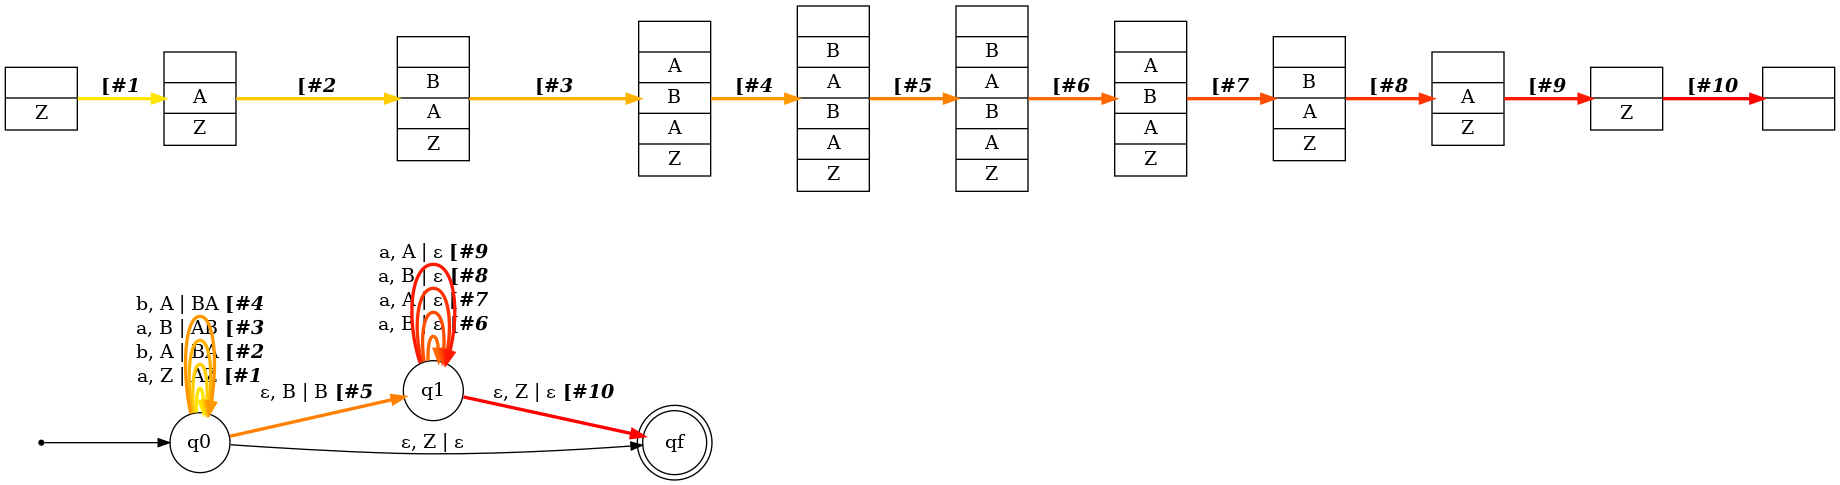 [#1 [#2 [#3 [#4 [#5 [#6 [#7 [#8 [#9 [#10
Z
A
Z
B
A
Z
A
B
A
Z
B
A
B
A
Z
B
A
B
A
Z
A
B
A
Z
B
A
Z
A
Z
Z
a, A | ε [#9
a, B | ε [#8
a, A | ε [#7
a, B | ε [#6
b, A | BA [#4
a, B | AB [#3
b, A | BA [#2
a, Z | AZ [#1
ε, B | B [#5
q1
ε, Z | ε [#10
q0
ε, Z | ε
qf